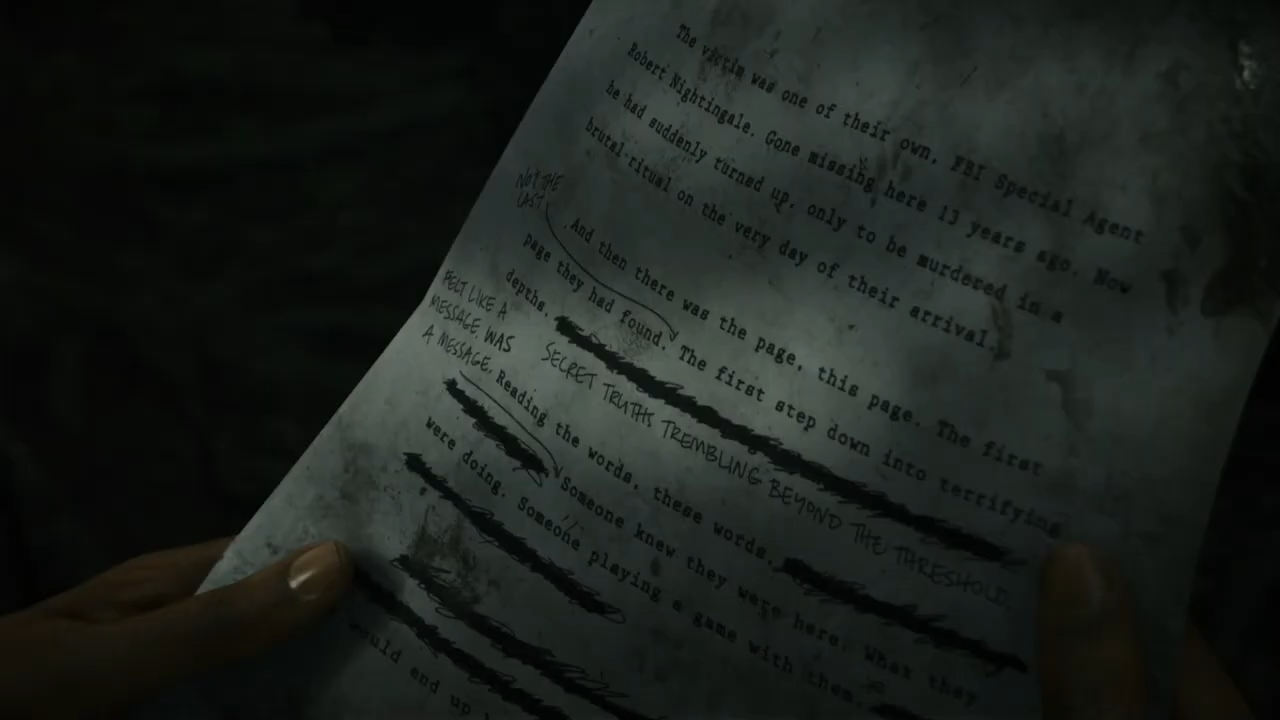 The victim was one of their own, FBI Special Agent
Robert Nightingale. Gone missing here 13 years ago. Now
he had suddenly turned up, only to be murdered in a
brutal ritual on the very day of their arrival.
NOT THE
LAST
And then there was the page, this page. The first
page they had found. The first step down into terrifying
depths.
SECRET TRUTHS TREMBLING BEYOND THE THRESHOLD.
FELT LIKE A
MESSAGE. WAS
A MESSAGE.
Reading the words, these words.
Someone knew they were here. What they
were doing. Someone playing a game with them.
would end up